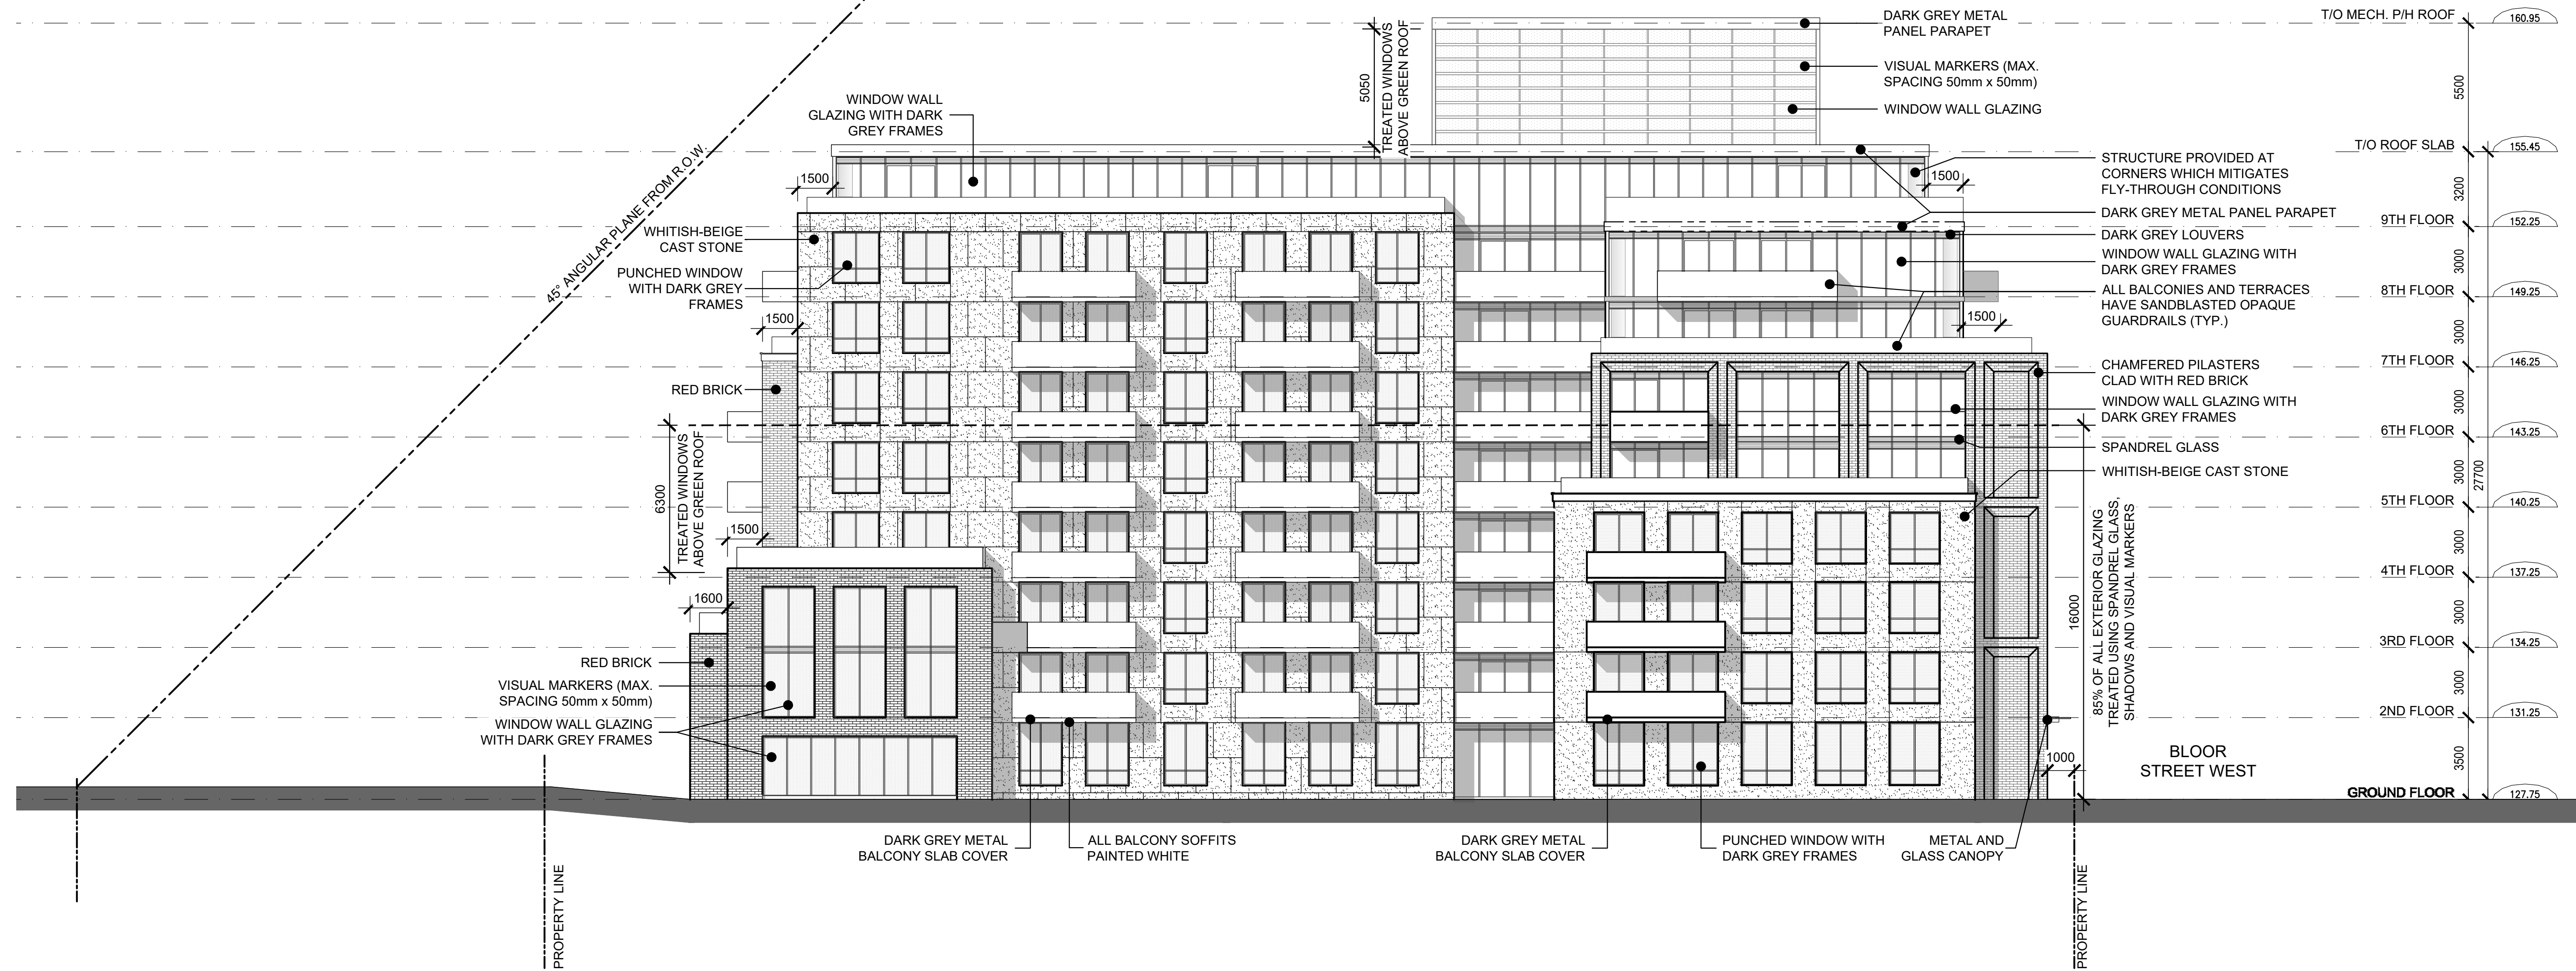 45° ANGULAR PLANE FROM R.O.W.
PROPERTY LINE
WINDOW WALL
GLAZING WITH DARK
GREY FRAMES
1500
WHITISH-BEIGE
CAST STONE
PUNCHED WINDOW
WITH DARK GREY
FRAMES
1500
RED BRICK
6300
TREATED WINDOWS
ABOVE GREEN ROOF
1500
1600
RED BRICK
VISUAL MARKERS (MAX.
SPACING 50mm x 50mm)
WINDOW WALL GLAZING
WITH DARK GREY FRAMES
5050
TREATED WINDOWS
ABOVE GREEN ROOF
DARK GREY METAL
PANEL PARAPET
VISUAL MARKERS (MAX.
SPACING 50mm x 50mm)
WINDOW WALL GLAZING
STRUCTURE PROVIDED AT
CORNERS WHICH MITIGATES
FLY-THROUGH CONDITIONS
1500
DARK GREY METAL PANEL PARAPET
DARK GREY LOUVERS
WINDOW WALL GLAZING WITH
DARK GREY FRAMES
ALL BALCONIES AND TERRACES
HAVE SANDBLASTED OPAQUE
GUARDRAILS (TYP.)
1500
CHAMFERED PILASTERS
CLAD WITH RED BRICK
WINDOW WALL GLAZING WITH
DARK GREY FRAMES
SPANDREL GLASS
WHITISH-BEIGE CAST STONE
16000
85% OF ALL EXTERIOR GLAZING
TREATED USING SPANDREL GLASS,
SHADOWS AND VISUAL MARKERS
1000
BLOOR
STREET WEST
DARK GREY METAL
BALCONY SLAB COVER
ALL BALCONY SOFFITS
PAINTED WHITE
DARK GREY METAL
BALCONY SLAB COVER
PUNCHED WINDOW WITH
DARK GREY FRAMES
METAL AND
GLASS CANOPY
PROPERTY LINE
T/O MECH. P/H ROOF
160.95
5500
T/O ROOF SLAB
155.45
3200
9TH FLOOR
152.25
3000
8TH FLOOR
149.25
3000
7TH FLOOR
146.25
3000
6TH FLOOR
143.25
3000
27700
5TH FLOOR
140.25
3000
4TH FLOOR
137.25
3000
3RD FLOOR
134.25
3000
2ND FLOOR
131.25
3500
GROUND FLOOR
127.75